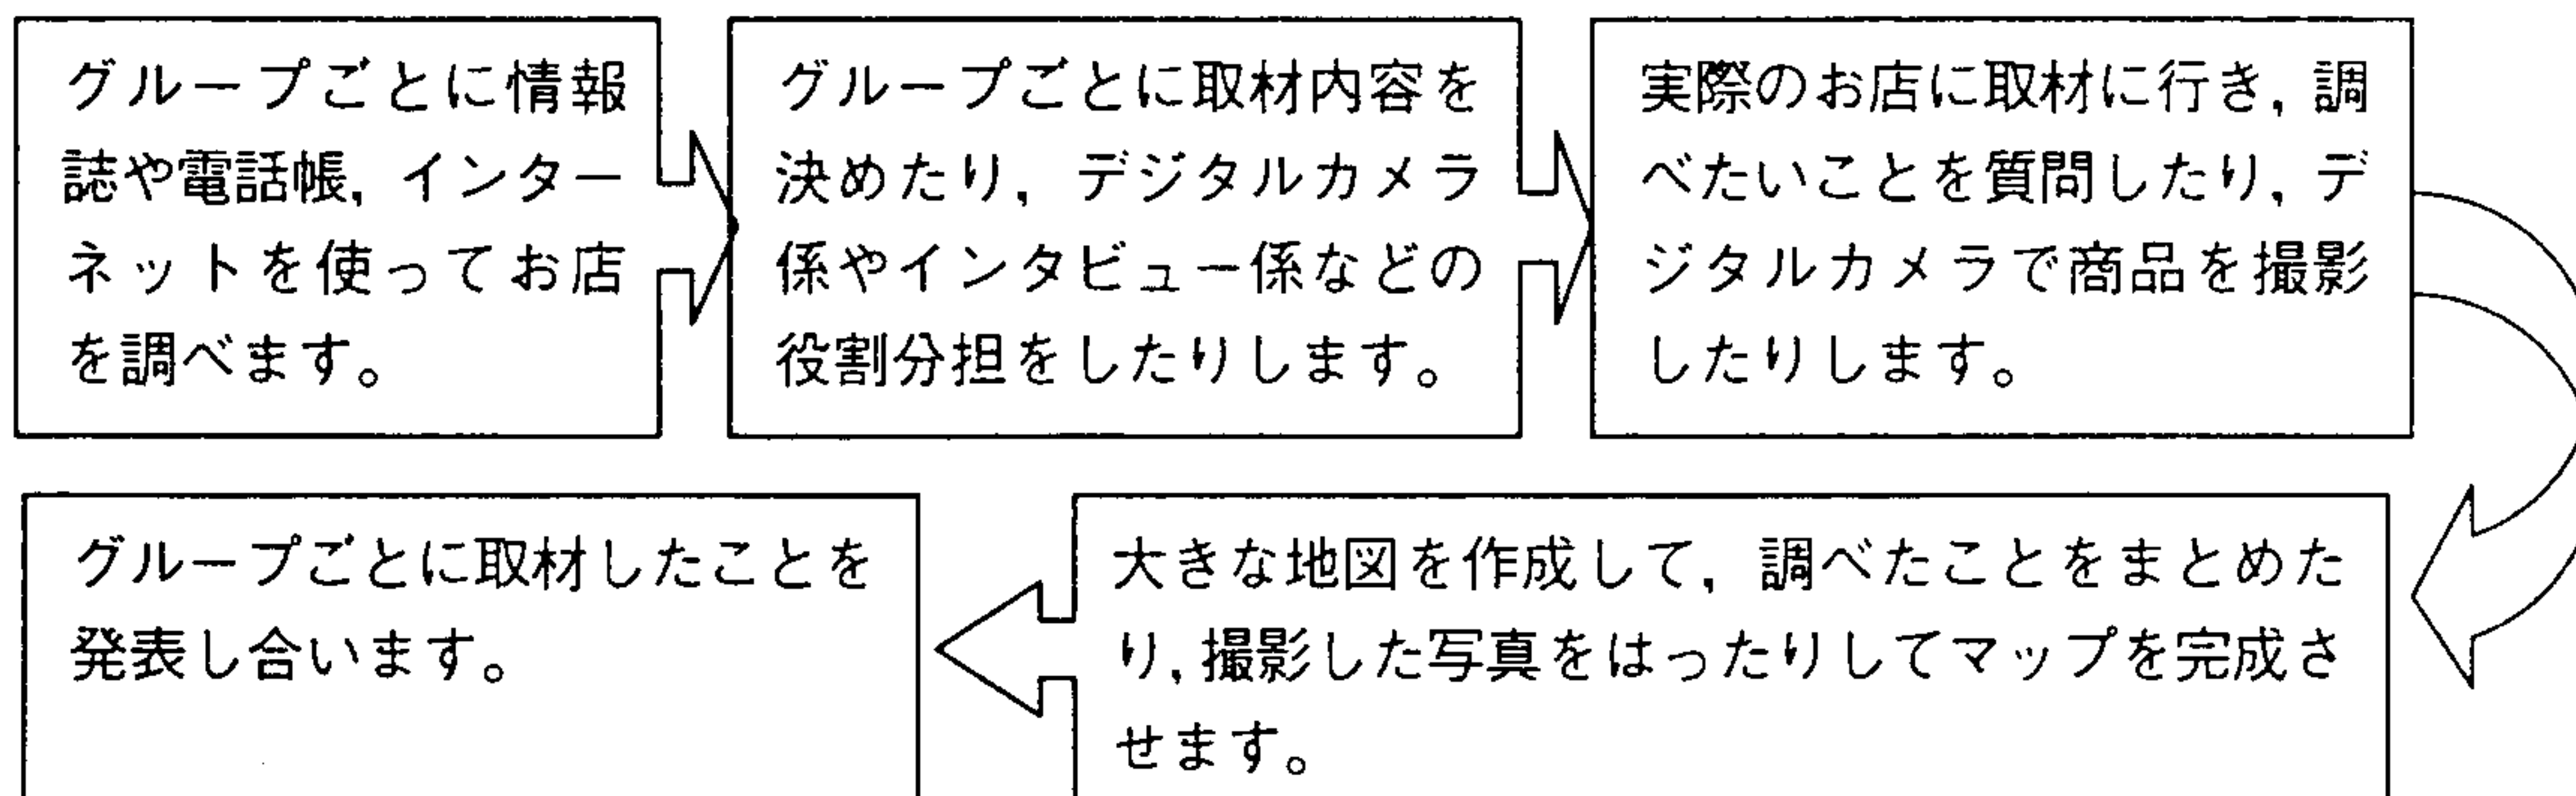 グループごとに情報
誌や電話帳，インター
ネットを使ってお店
を調べます。
グループごとに取材内容を
決めたり，デジタルカメラ
係やインタビュー係などの
役割分担をしたりします。
実際のお店に取材に行き，調
べたいことを質問したり，デ
ジタルカメラで商品を撮影
したりします。
大きな地図を作成して，調べたことをまとめた
り，撮影した写真をはったりしてマップを完成さ
せます。
グループごとに取材したことを
発表し合います。